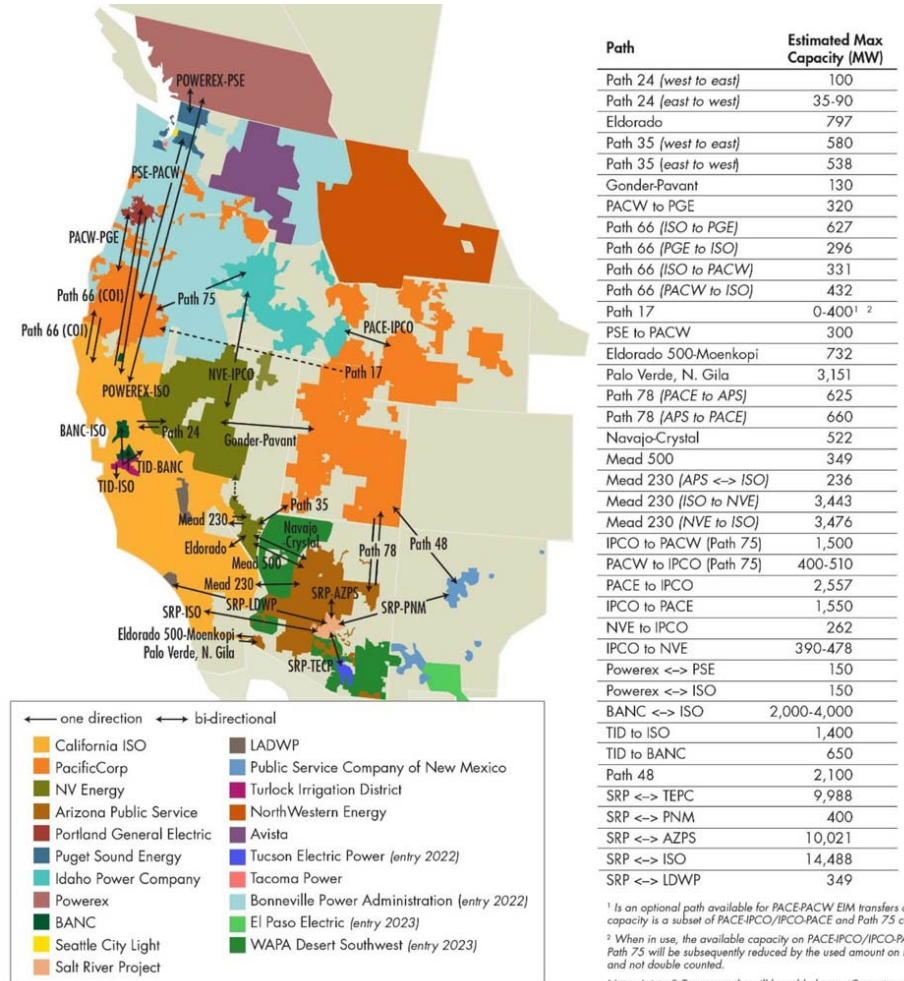 POWEREX-PSE
PSE-PACW
PACW-PGE
Path 66 (COI)
Path 75
Path 66 (COI)
PACE-IPCO
POWEREX-ISO
NVE-IPCO
Path 17
BANC-ISO
Path 24
Gonder-Pavant
TID-BANC
TID-ISO
Mead 230
Path 35
Eldorado
Navajo
-Crystal
Mead 500
Path 78
Path 48
Mead 230
SRP-AZPS
SRP-LDWP
SRP-PNM
SRP-ISO
Eldorado 500-Moenkopi
Palo Verde, N. Gila
SRP-TECP
one direction
bi-directional
California ISO
PacificCorp
NV Energy
Arizona Public Service
Portland General Electric
Puget Sound Energy
Idaho Power Company
Powerex
BANC
Seattle City Light
Salt River Project
LADWP
Public Service Company of New Mexico
Turlock Irrigation District
NorthWestern Energy
Avista
Tucson Electric Power (entry 2022)
Tacoma Power
Bonneville Power Administration (entry 2022)
El Paso Electric (entry 2023)
WAPA Desert Southwest (entry 2023)
Path Estimated Max
Capacity (MW)
Path 24 (west to east) 100
Path 24 (east to west) 35-90
Eldorado 797
Path 35 (west to east) 580
Path 35 (east to west) 538
Gonder-Pavant 130
PACW to PGE 320
Path 66 (ISO to PGE) 627
Path 66 (PGE to ISO) 296
Path 66 (ISO to PACW) 331
Path 66 (PACW to ISO) 432
Path 17 0-400¹ ²
PSE to PACW 300
Eldorado 500-Moenkopi 732
Palo Verde, N. Gila 3,151
Path 78 (PACE to APS) 625
Path 78 (APS to PACE) 660
Navajo-Crystal 522
Mead 500 349
Mead 230 (APS <-> ISO) 236
Mead 230 (ISO to NVE) 3,443
Mead 230 (NVE to ISO) 3,476
IPCO to PACW (Path 75) 1,500
PACW to IPCO (Path 75) 400-510
PACE to IPCO 2,557
IPCO to PACE 1,550
NVE to IPCO 262
IPCO to NVE 390-478
Powerex <-> PSE 150
Powerex <-> ISO 150
BANC <-> ISO 2,000-4,000
TID to ISO 1,400
TID to BANC 650
Path 48 2,100
SRP <-> TEPC 9,988
SRP <-> PNM 400
SRP <-> AZPS 10,021
SRP <-> ISO 14,488
SRP <-> LDWP 349
¹ Is an optional path available for PACE-PACW EIM transfers
capacity is a subset of PACE-IPCO/IPCO-PACE and Path 75
² When in use, the available capacity on PACE-IPCO/IPCO-PA
Path 75 will be subsequently reduced by the used amount on
and not double counted.